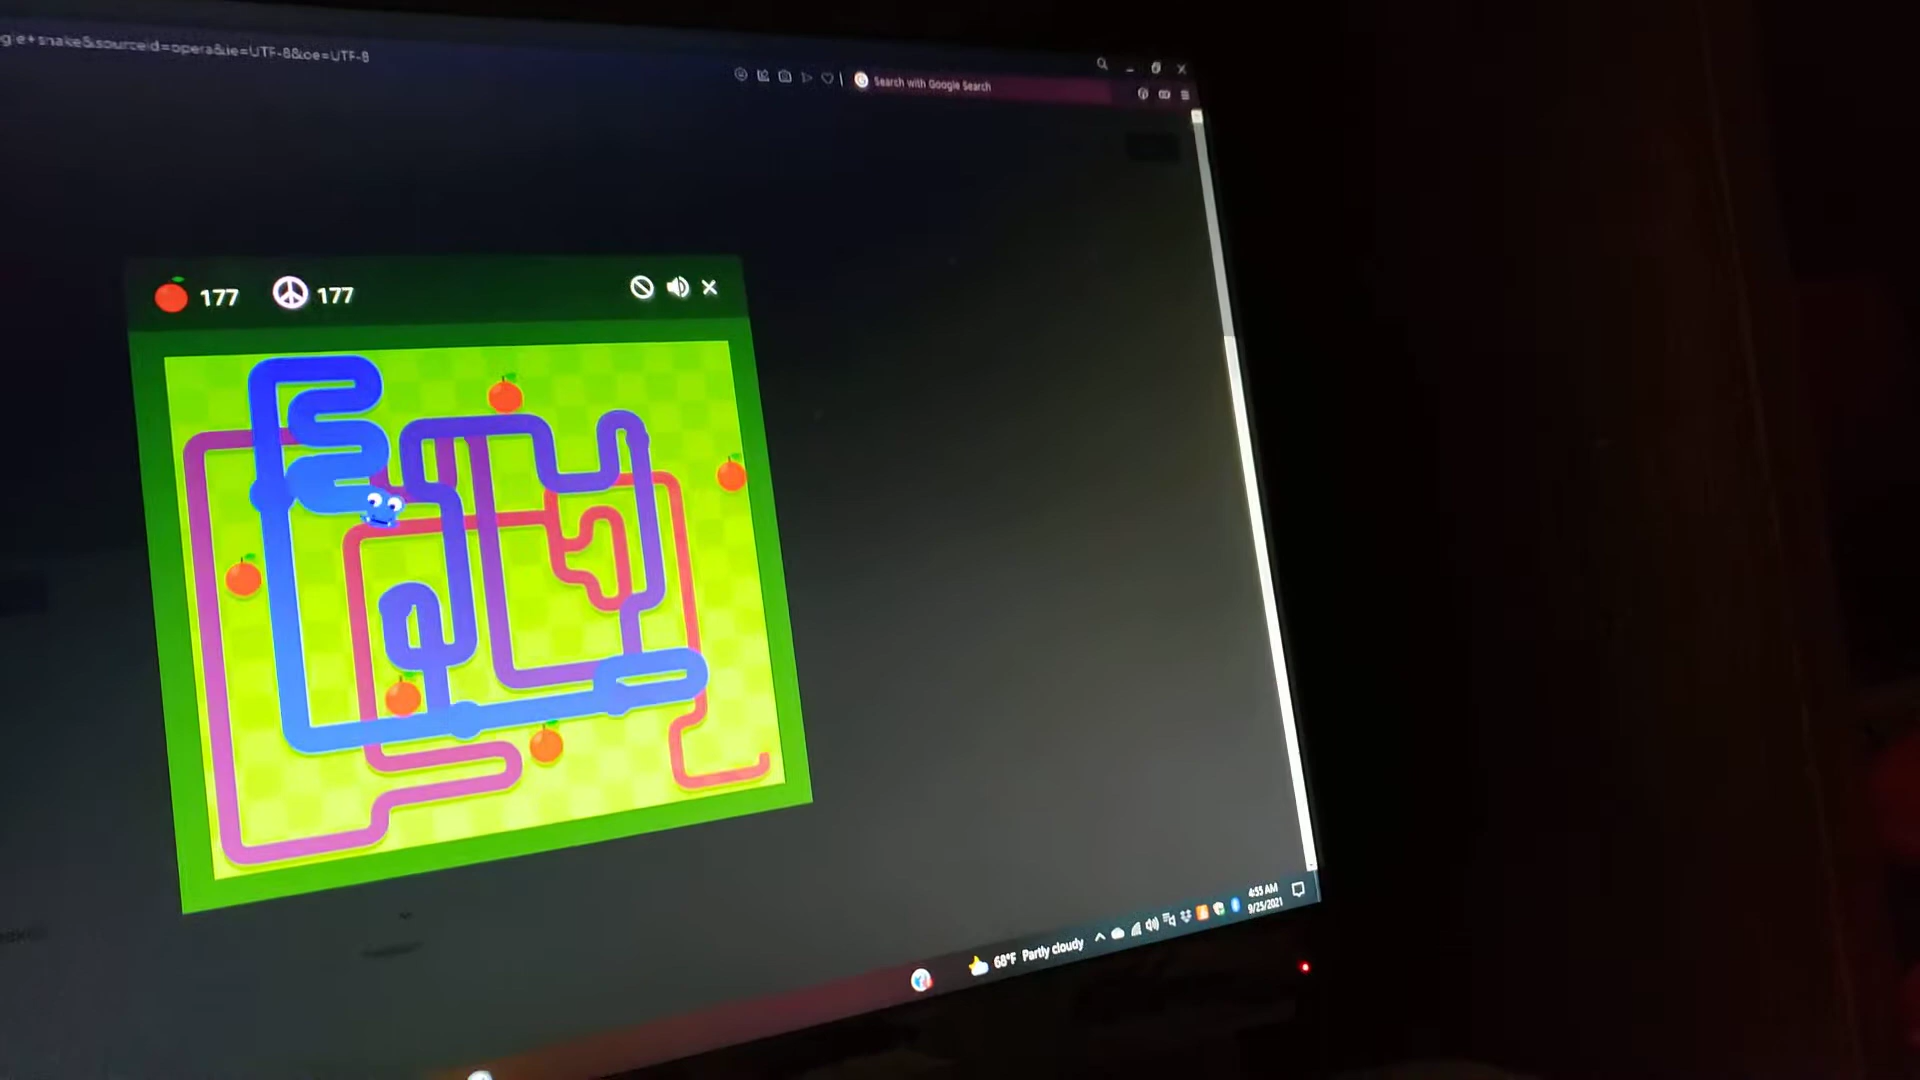 gle+snake&sourceid=opera&ie=UTF-8&oe=UTF-8
Search with Google Search
177 177
4:55 AM
68°F Partly cloudy
9/25/2021